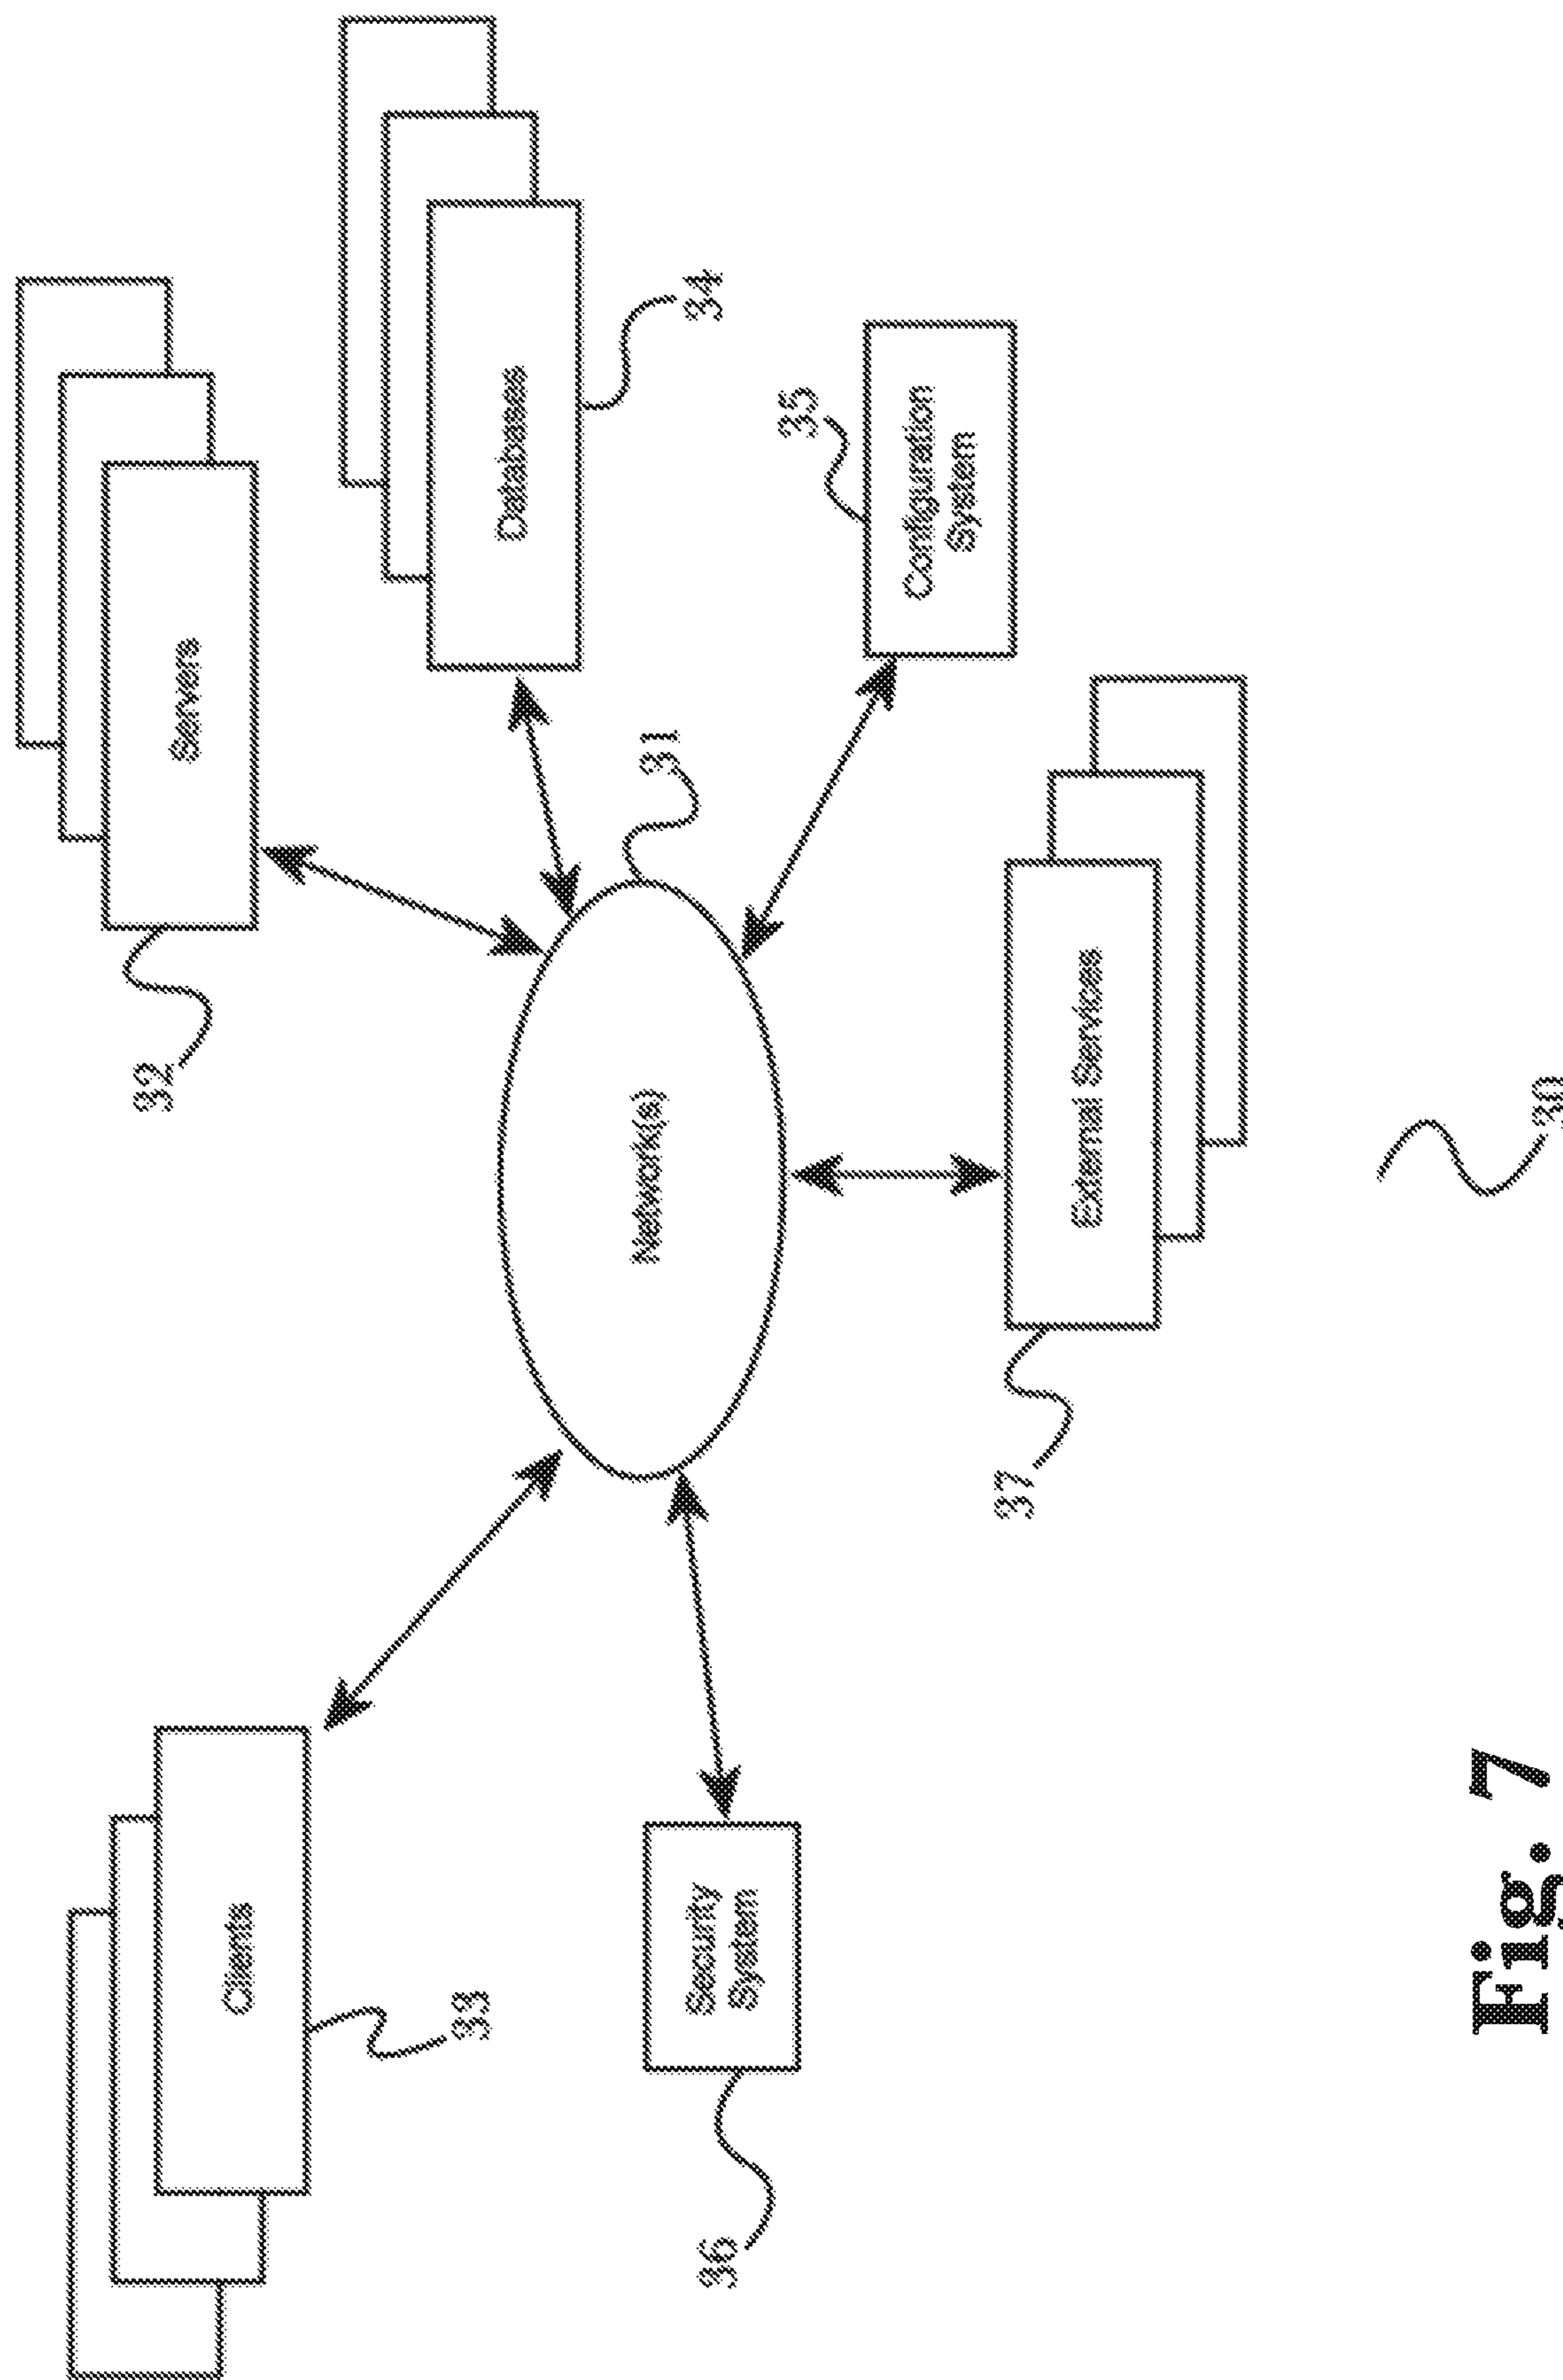 Servers
32
Clients
33
Databases
34
Network(s)
31
Security
System
36
35
Configuration
System
External Services
37
30
Fig. 7